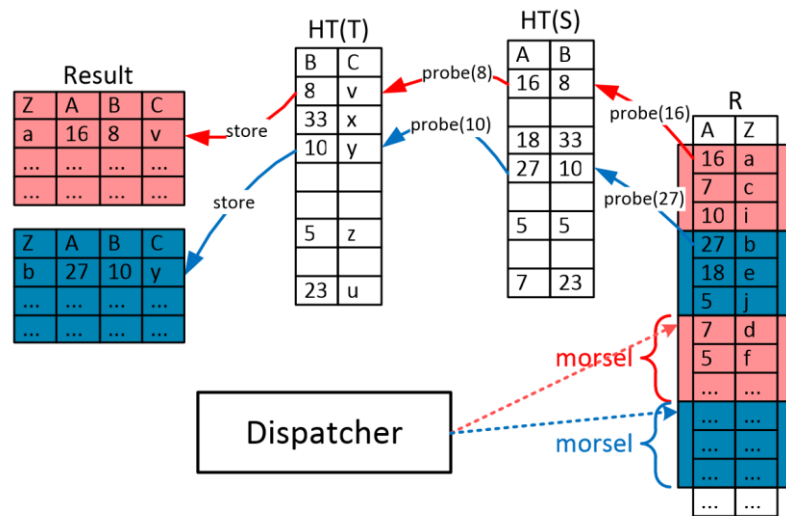 HT(T)
HT(S)
Result
R
Z A B C
a 16 8 v
... ... ... ...
... ... ... ...
Z A B C
b 27 10 y
... ... ... ...
... ... ... ...
store
store
B C
8 v
33 x
10 y
5 z
23 u
probe(8)
probe(10)
A B
16 8
18 33
27 10
5 5
7 23
probe(16)
probe(27)
A Z
16 a
7 c
10 i
27 b
18 e
5 j
7 d
5 f
... ...
... ...
... ...
... ...
... ...
morsel
morsel
Dispatcher